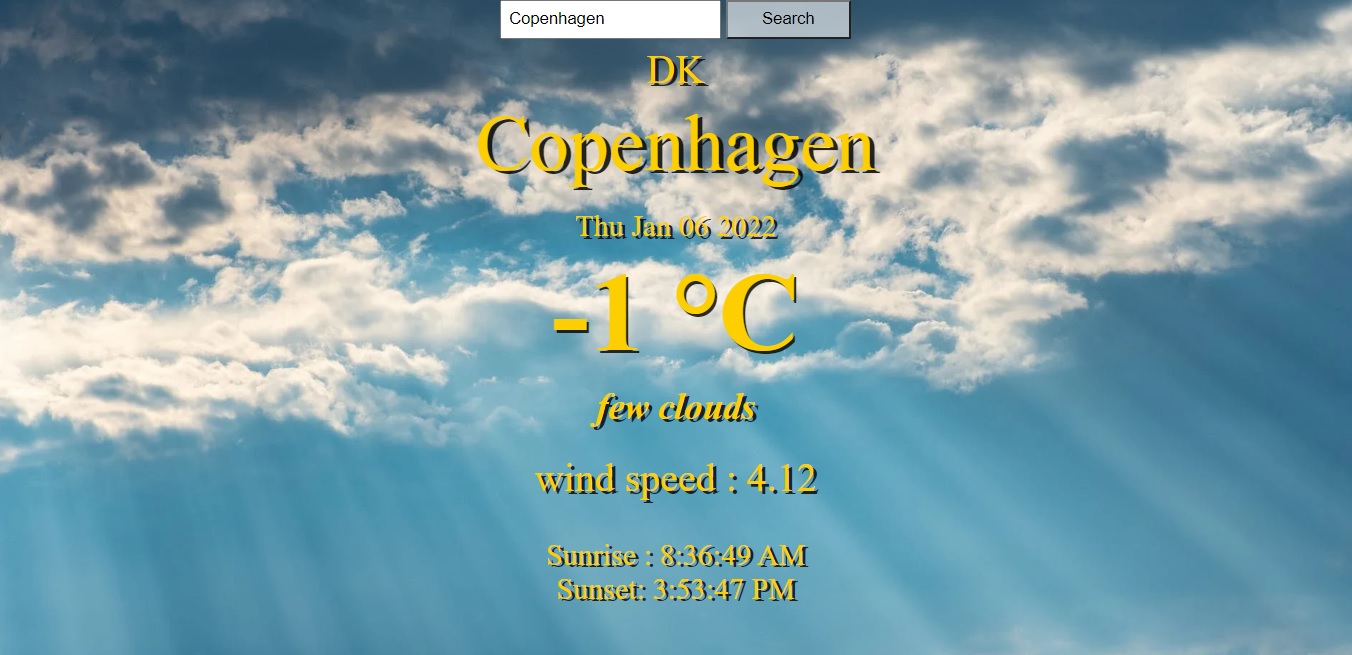 Copenhagen Search
DK
Copenhagen
Thu Jan 06 2022
-1 °C
few clouds
wind speed : 4.12
Sunrise : 8:36:49 AM
Sunset: 3:53:47 PM